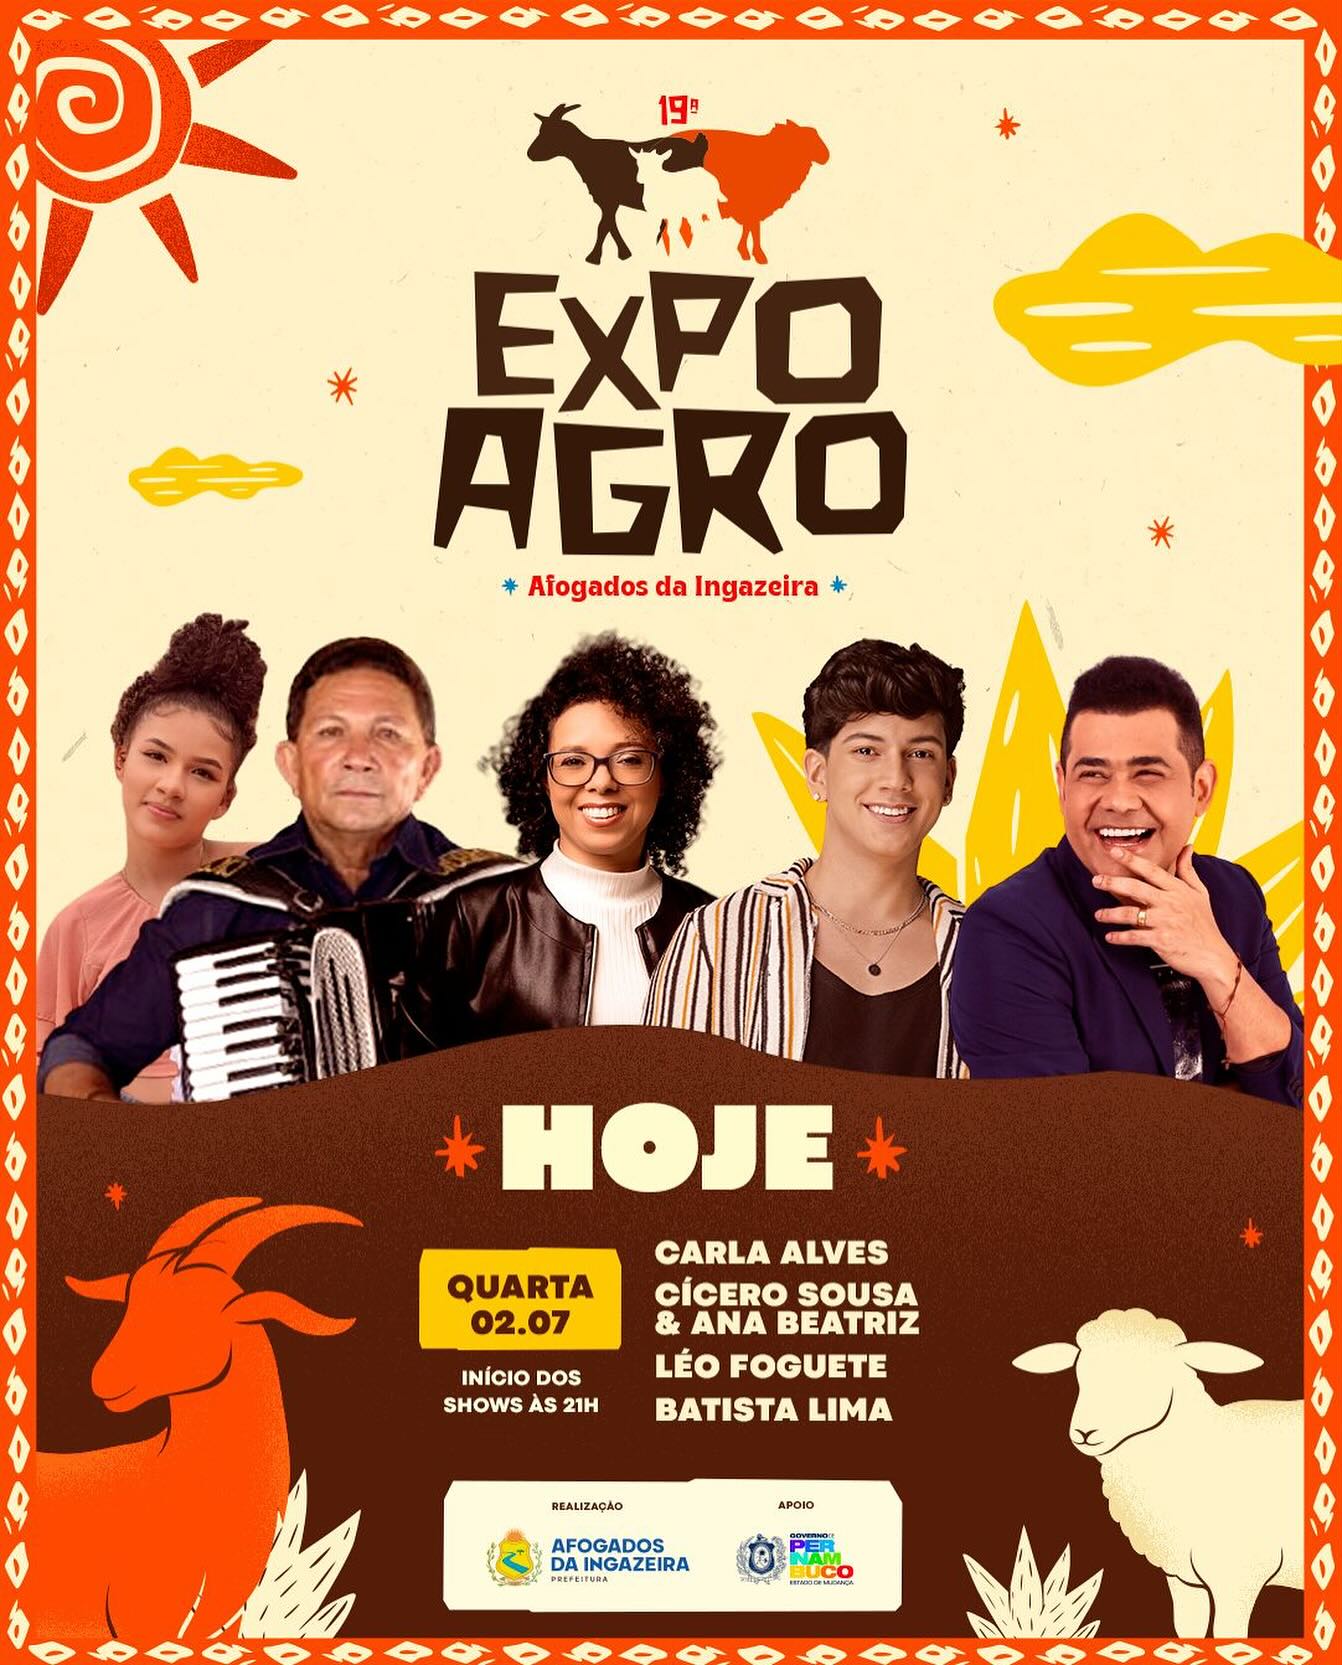 19ª
EXPO
AGRO
Afogados da Ingazeira
HOJE
QUARTA
02.07
INÍCIO DOS
SHOWS ÀS 21H
CARLA ALVES
CÍCERO SOUSA
& ANA BEATRIZ
LÉO FOGUETE
BATISTA LIMA
REALIZAÇÃO
AFOGADOS
DA INGAZEIRA
PREFEITURA
APOIO
GOVERNO DE
PER
NAM
BUCO
ESTADO DE MUDANÇA